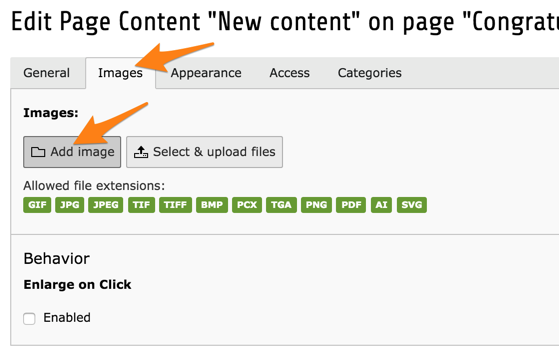 Edit Page Content "New content" on page
General Images Appearance Access Categories
Images:
Add image Select & upload files
Allowed file extensions:
GIF JPG JPEG TIF TIFF BMP PCX TGA PNG PDF AI SVG
Behavior
Enlarge on Click
Enabled